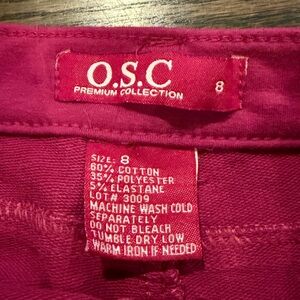 O.S.C
PREMIUM COLLECTION
8
SIZE: 8
60% COTTON
35% POLYESTER
5% ELASTANE
LOT# 3009
MACHINE WASH COLD
SEPARATELY
DO NOT BLEACH
TUMBLE DRY LOW
WARM IRON IF NEEDED